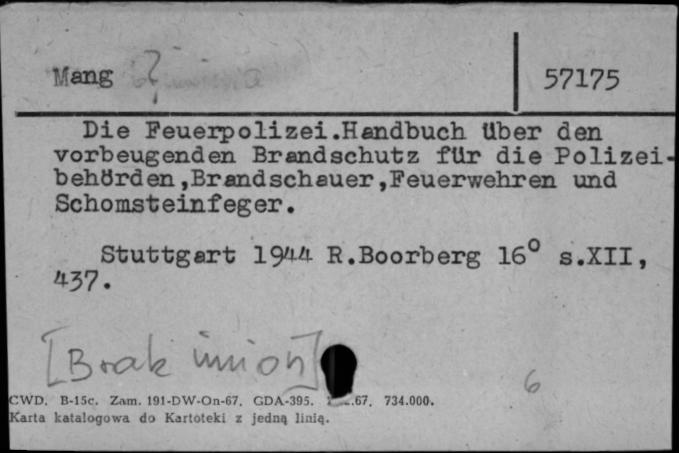 Mang
57175
Die Feuerpolizei.Handbuch über den
vorbeugenden Brandschutz für die Polizei-
behörden,Brandschauer,Feuerwehren und
Schomsteinfeger.
Stuttgart 1944 R.Boorberg 16° s.XII,
437.
[Brak imion]
6
CWD. B-15c. Zam. 191-DW-On-67. GDA-395. .67. 734.000.
Karta katalogowa do Kartoteki z jedną linią.